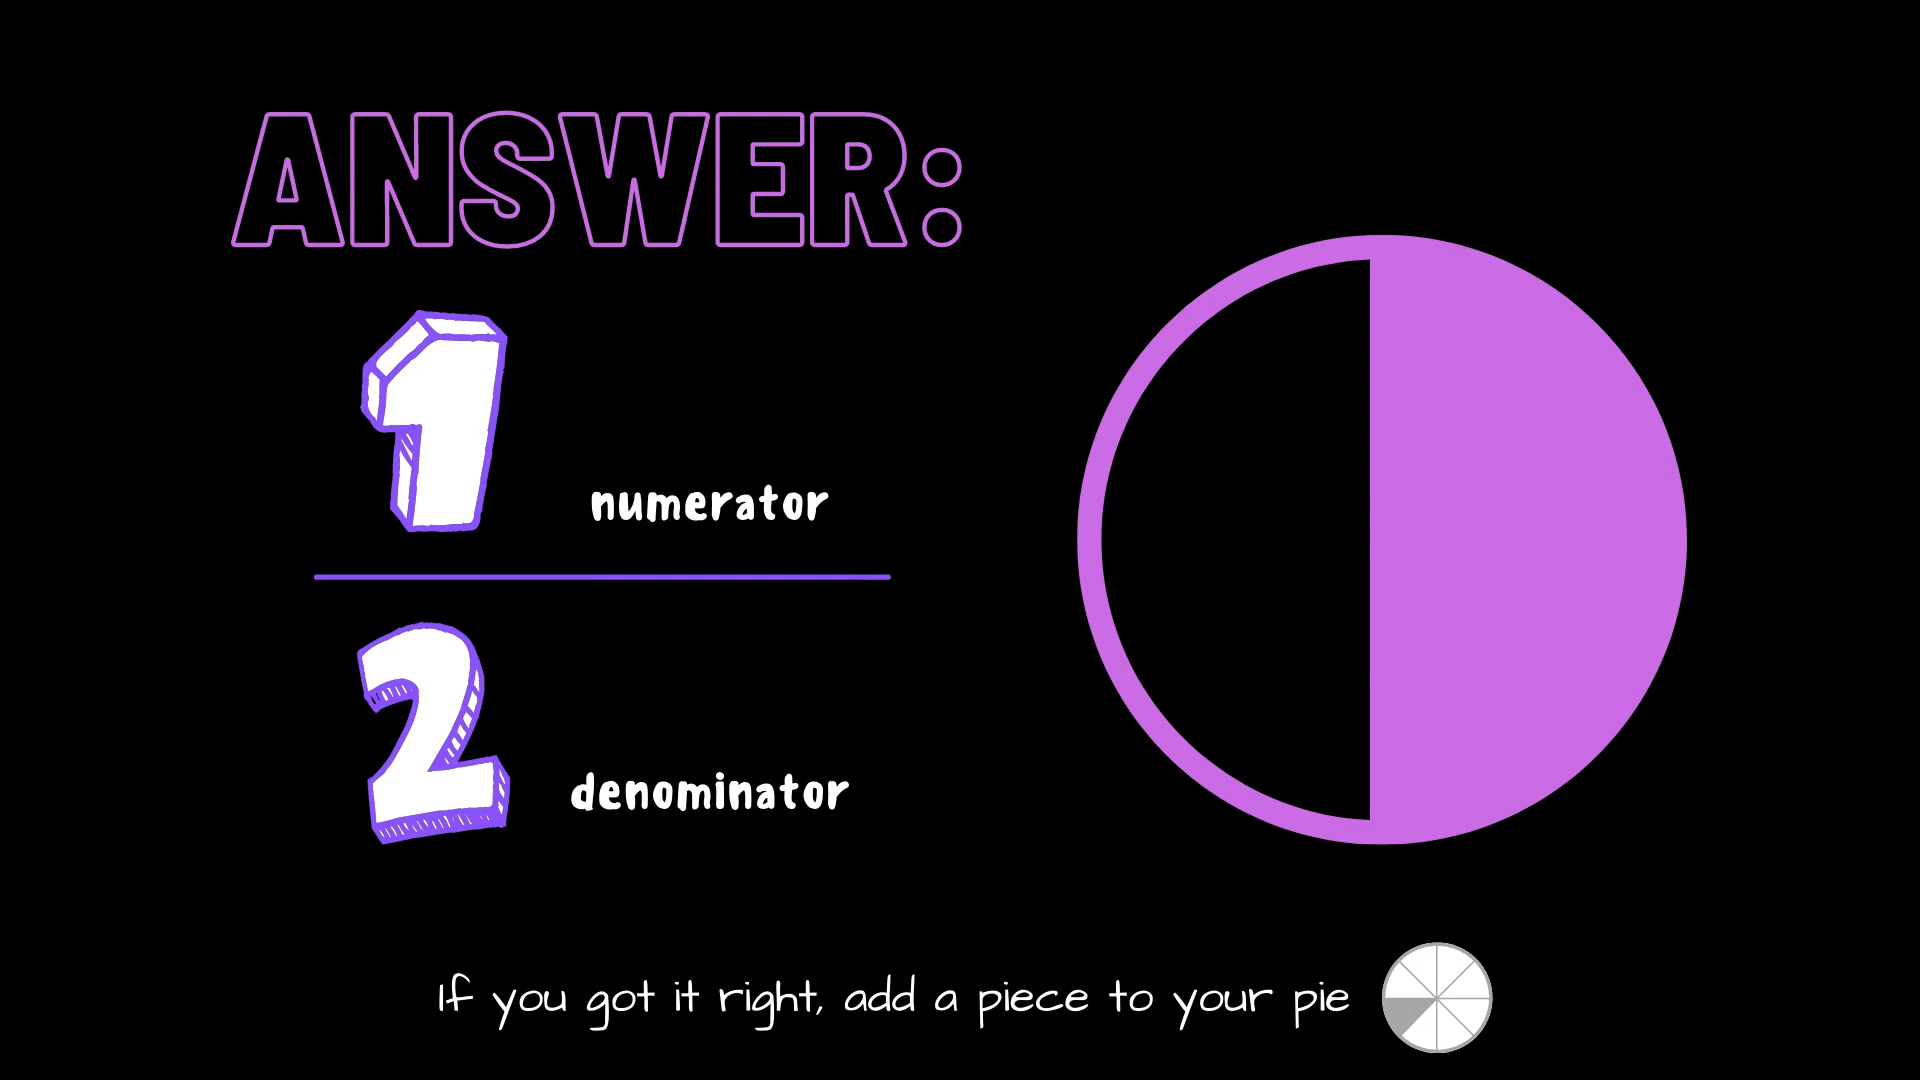 ANSWER:
1
numerator
2
denominator
If you got it right, add a piece to your pie